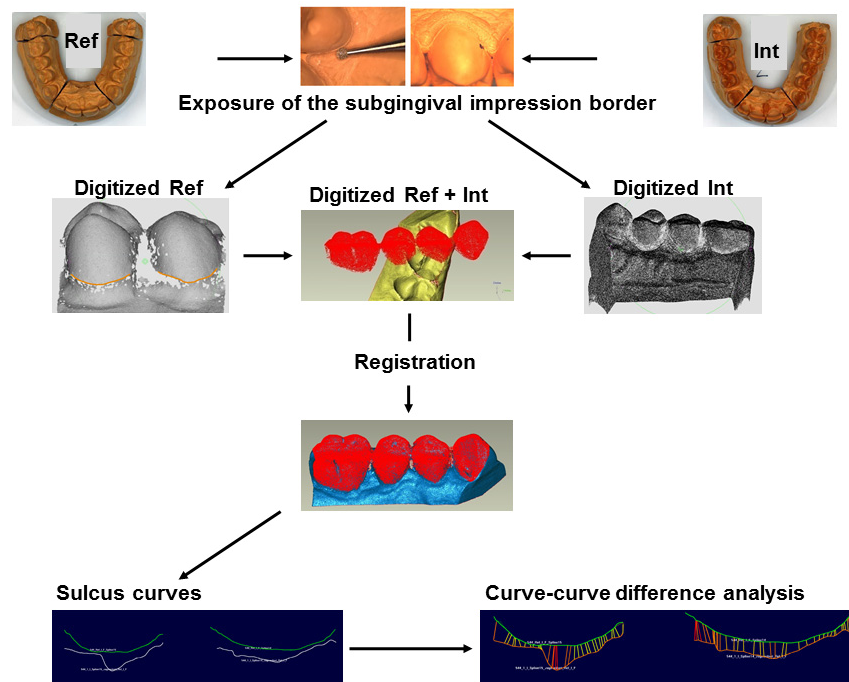 Ref
Int
Exposure of the subgingival impression border
Digitized Ref
Digitized Ref + Int
Digitized Int
Registration
Sulcus curves
Curve-curve difference analysis